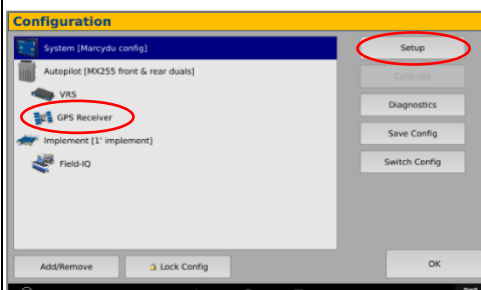 Configuration
System [Marcydu config]
Autopilot [MX255 front & rear duals]
VRS
GPS Receiver
Implement [1' implement]
Field-IQ
Setup
Calibrate
Diagnostics
Save Config
Switch Config
Add/Remove
Lock Config
OK